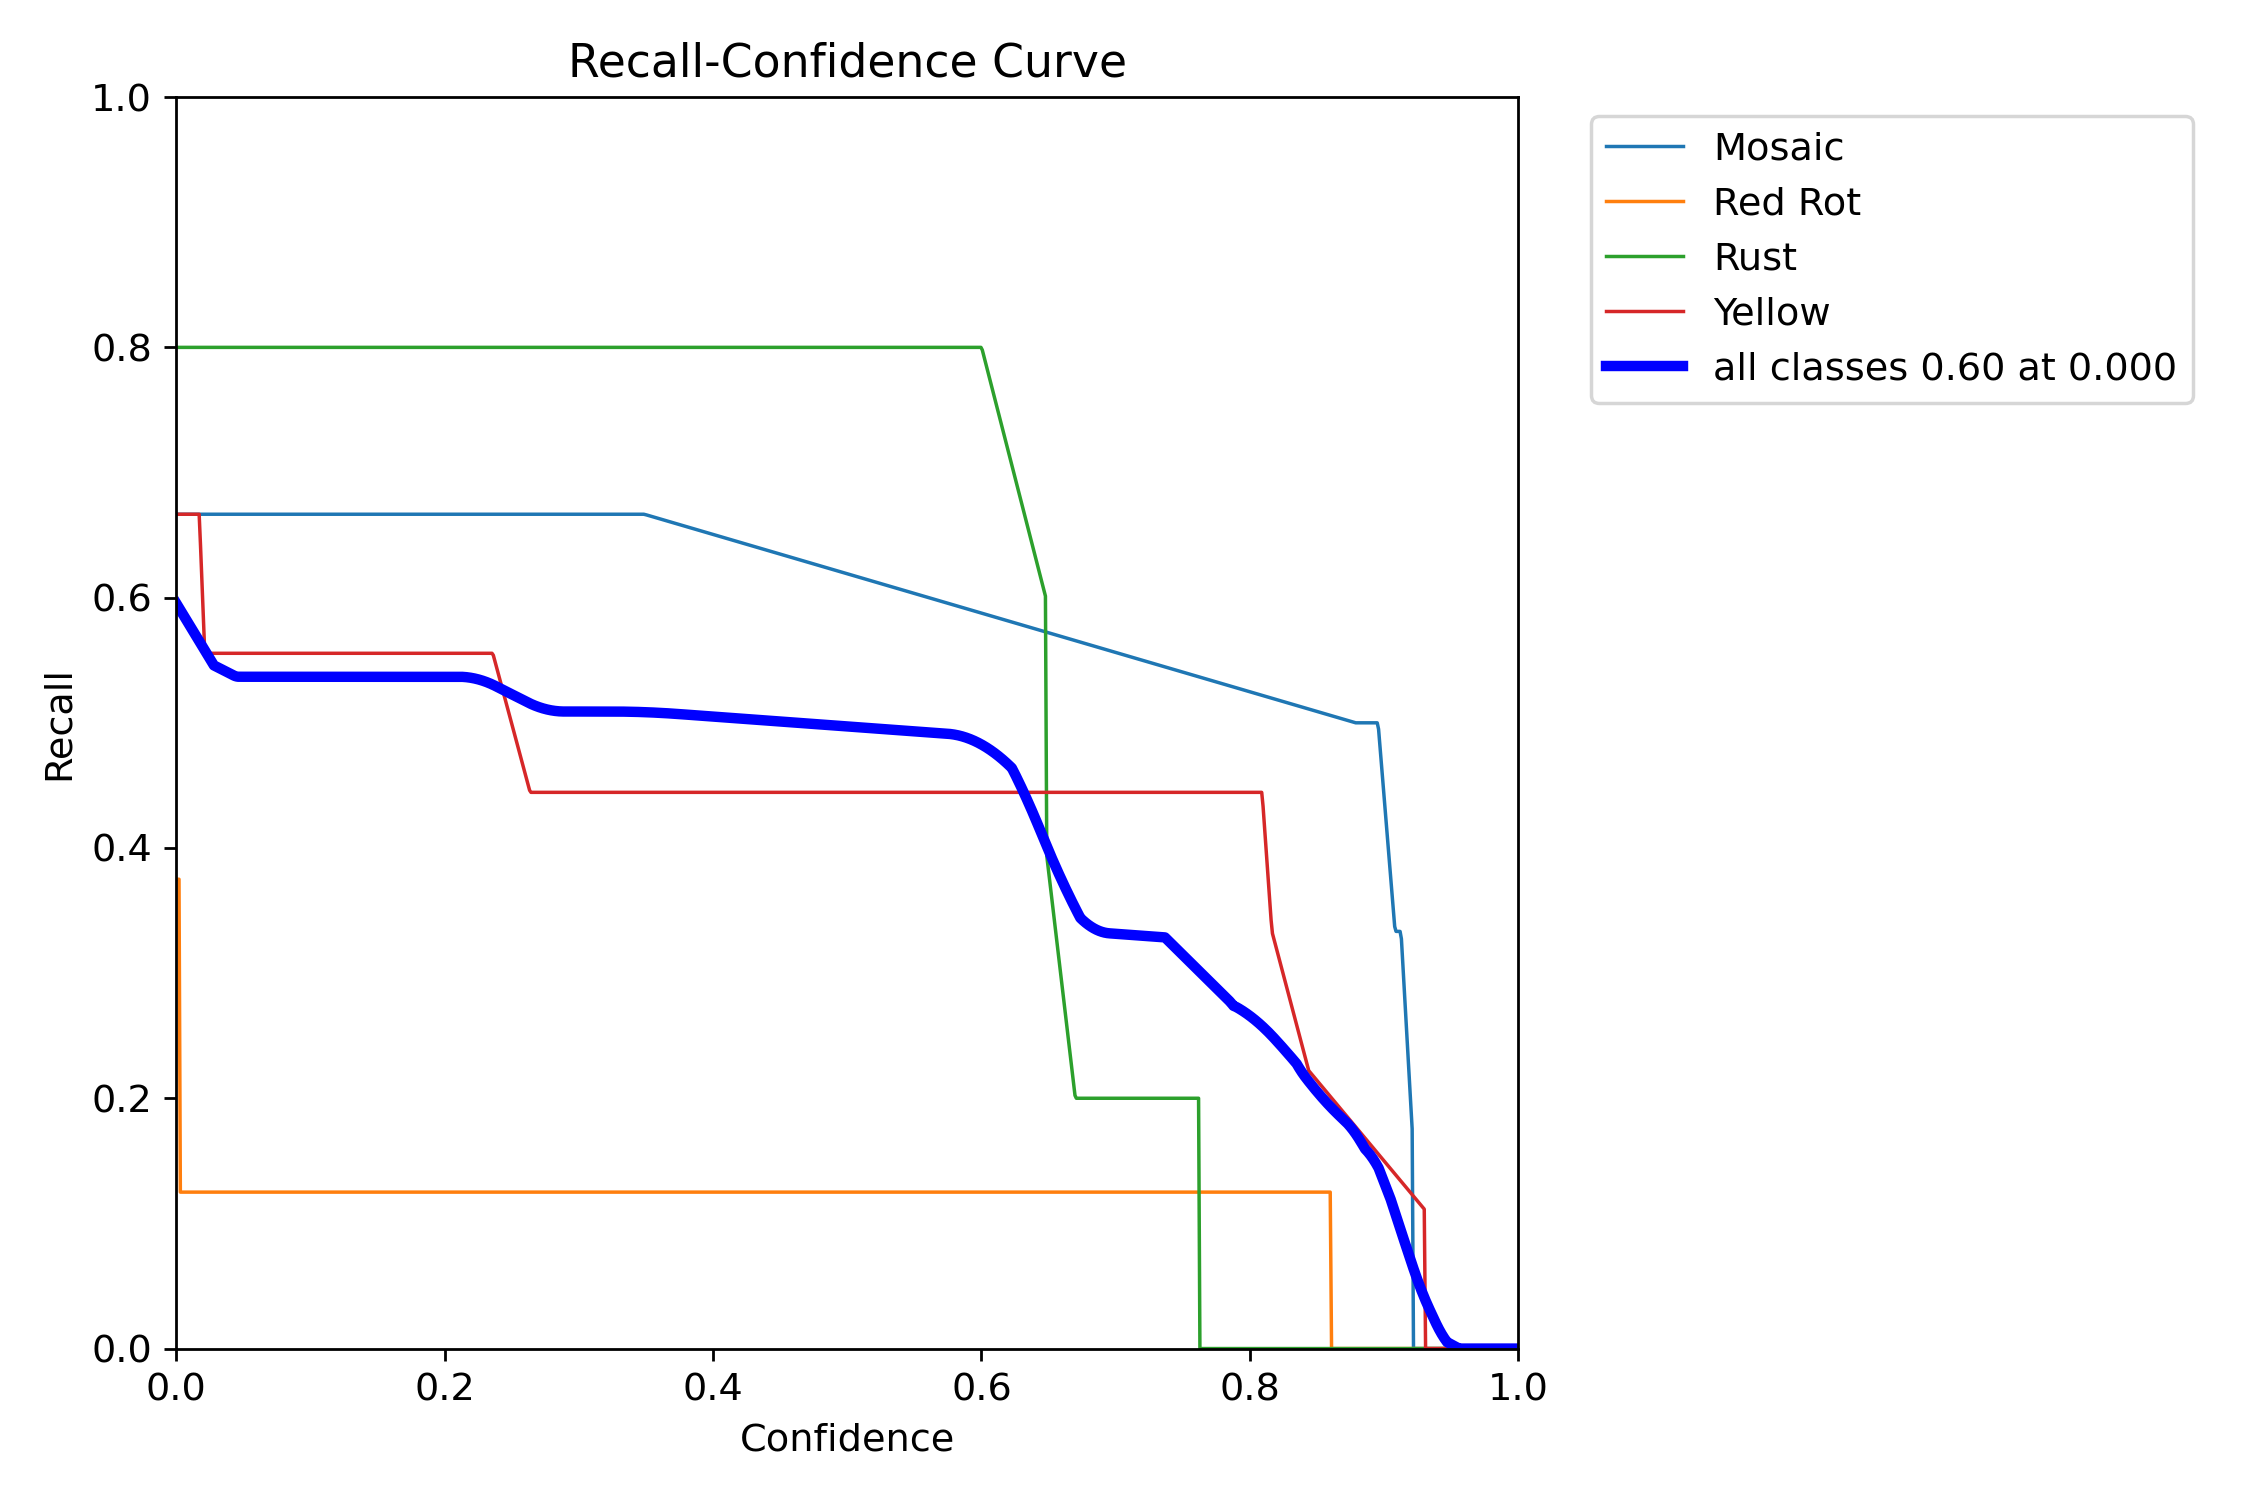 Recall-Confidence Curve
1.0
0.8
0.6
0.4
0.2
0.0
Recall
0.0 0.2 0.4 0.6 0.8 1.0
Confidence
Mosaic
Red Rot
Rust
Yellow
all classes 0.60 at 0.000